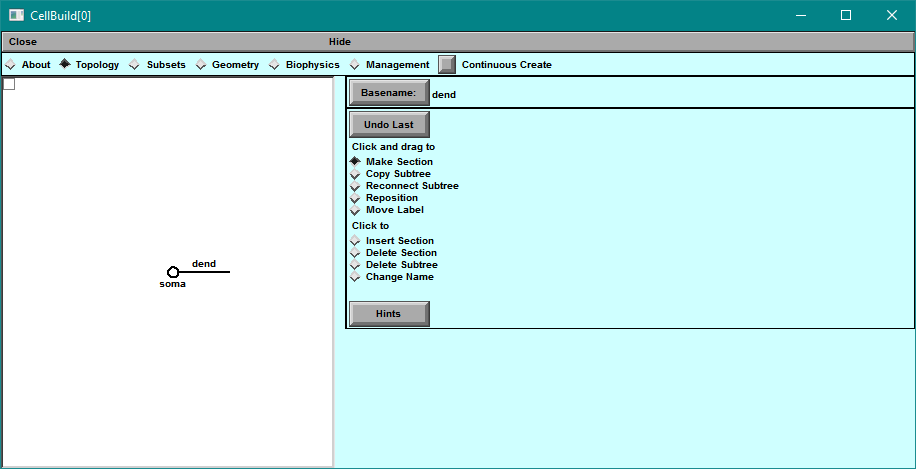 CellBuild[0]
Close Hide
About Topology Subsets Geometry Biophysics Management Continuous Create
Basename: dend
Undo Last
Click and drag to
Make Section
Copy Subtree
Reconnect Subtree
Reposition
Move Label
Click to
Insert Section
Delete Section
Delete Subtree
Change Name
Hints
dend
soma